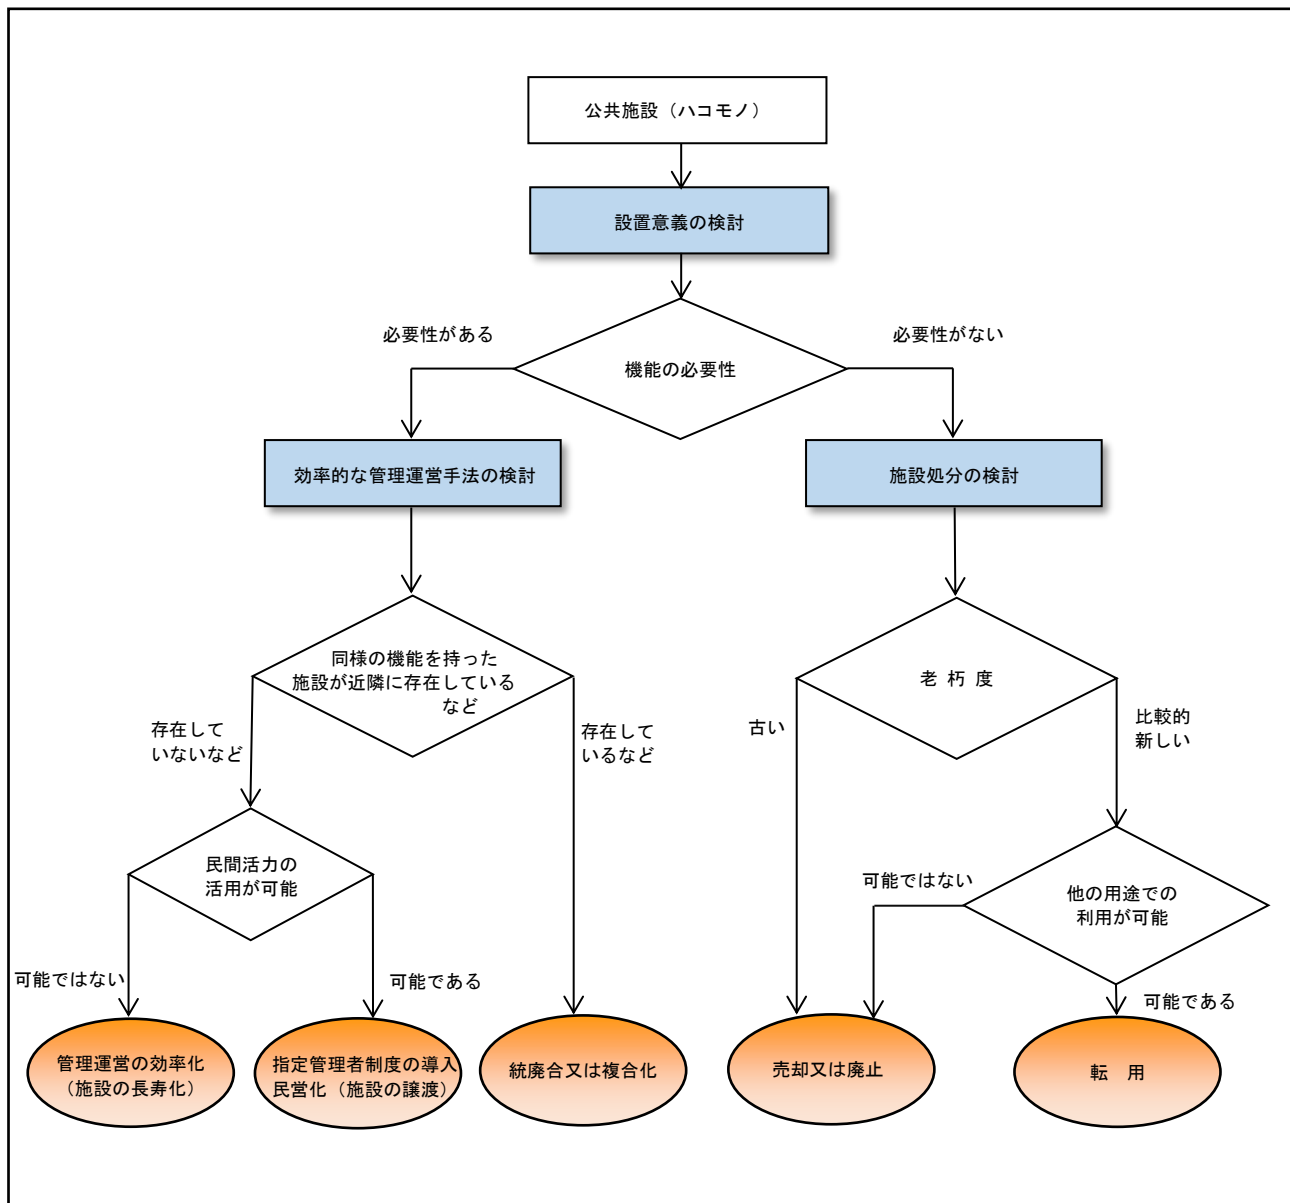 公共施設（ハコモノ）
設置意義の検討
必要性がある
必要性がない
機能の必要性
効率的な管理運営手法の検討
施設処分の検討
同様の機能を持った
施設が近隣に存在している
など
老 朽 度
存在して
いないなど
存在して
いるなど
古い
比較的
新しい
民間活力の
活用が可能
可能ではない
他の用途での
利用が可能
可能ではない
可能である
可能である
管理運営の効率化
（施設の長寿化）
指定管理者制度の導入
民営化（施設の譲渡）
統廃合又は複合化
売却又は廃止
転　用